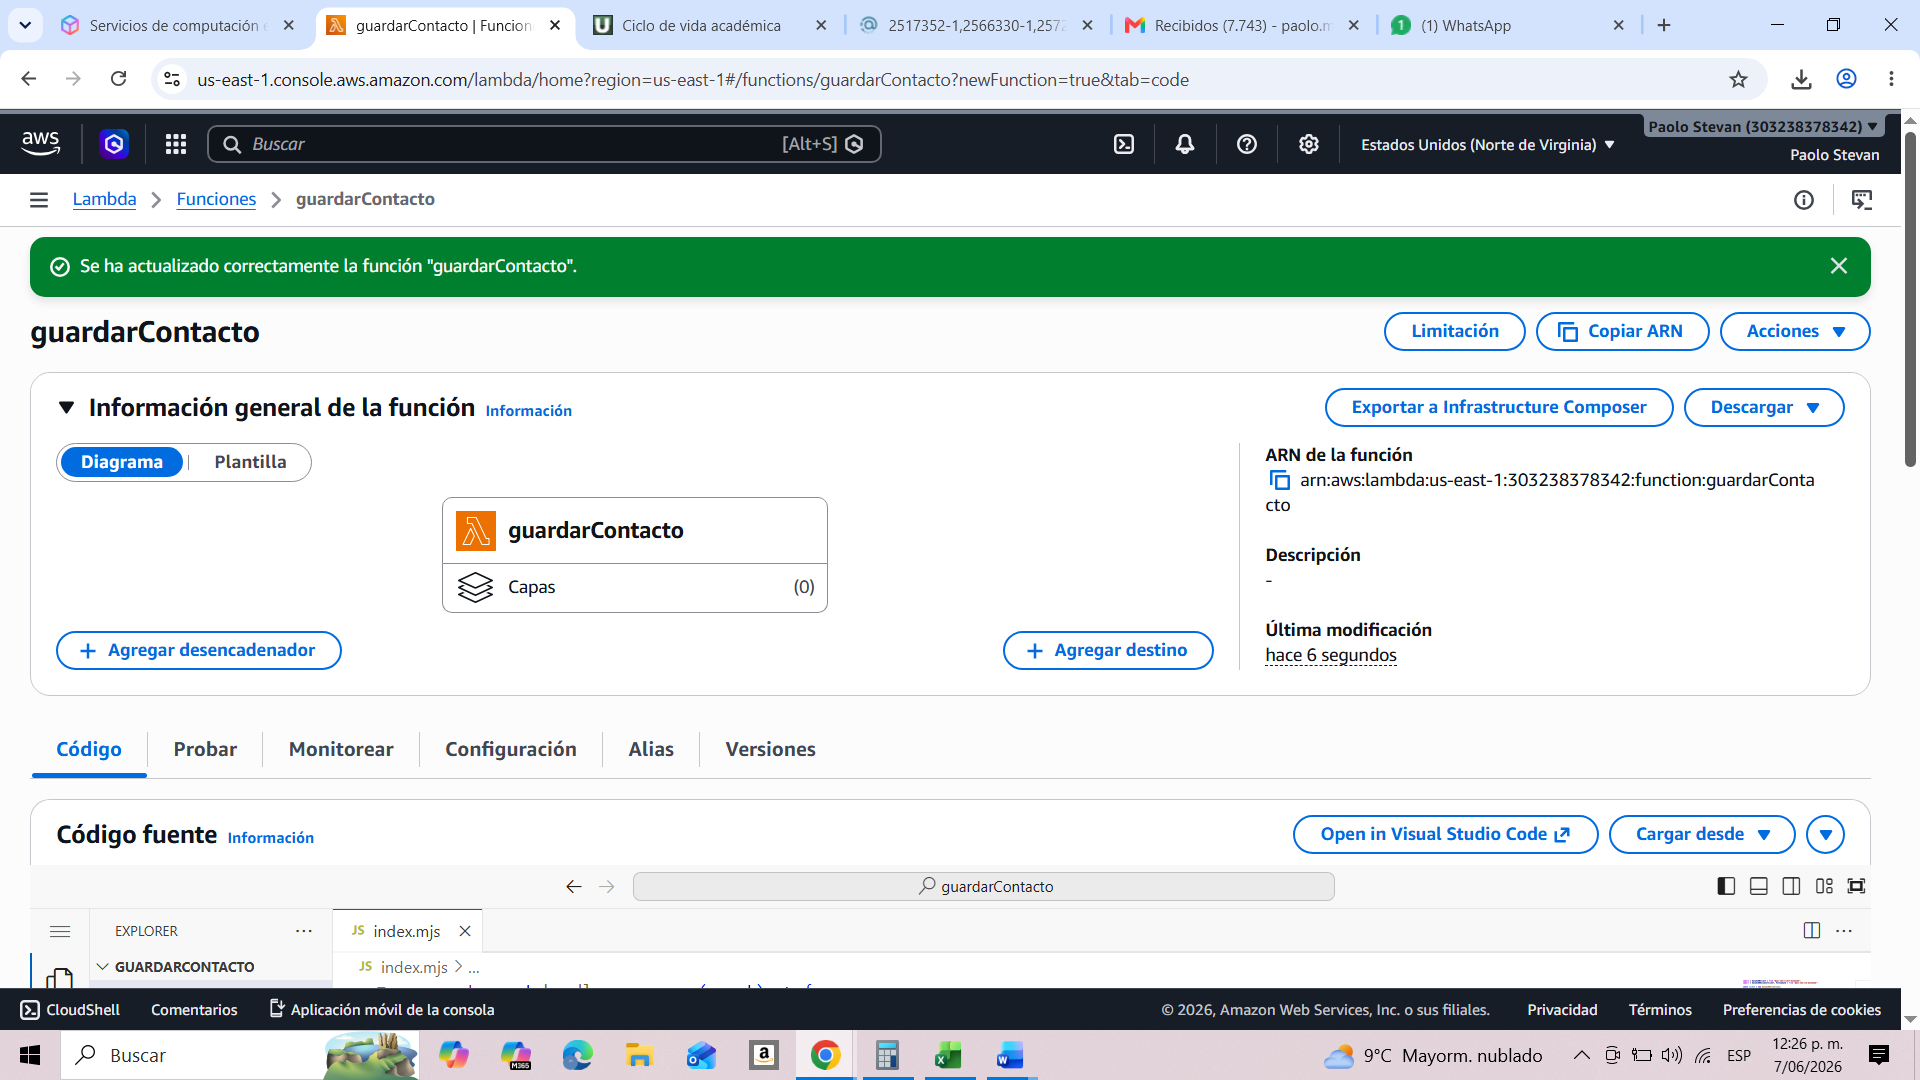 Servicios de computación e
guardarContacto | Funcion
Ciclo de vida académica
2517352-1,2566330-1,2572
Recibidos (7.743) - paolo.m
(1) WhatsApp
us-east-1.console.aws.amazon.com/lambda/home?region=us-east-1#/functions/guardarContacto?newFunction=true&tab=code
aws
Buscar
[Alt+S]
Estados Unidos (Norte de Virginia)
Paolo Stevan (303238378342)
Paolo Stevan
Lambda
Funciones
guardarContacto
Se ha actualizado correctamente la función "guardarContacto".
guardarContacto
Limitación
Copiar ARN
Acciones
Información general de la función
Información
Exportar a Infrastructure Composer
Descargar
Diagrama
Plantilla
guardarContacto
Capas
(0)
Agregar desencadenador
Agregar destino
ARN de la función
arn:aws:lambda:us-east-1:303238378342:function:guardarConta
cto
Descripción
-
Última modificación
hace 6 segundos
Código
Probar
Monitorear
Configuración
Alias
Versiones
Código fuente
Información
Open in Visual Studio Code
Cargar desde
guardarContacto
EXPLORER
JS index.mjs
GUARDARCONTACTO
JS index.mjs > ...
CloudShell
Comentarios
Aplicación móvil de la consola
© 2026, Amazon Web Services, Inc. o sus filiales.
Privacidad
Términos
Preferencias de cookies
Buscar
M365
9°C Mayorm. nublado
ESP
12:26 p. m.
7/06/2026